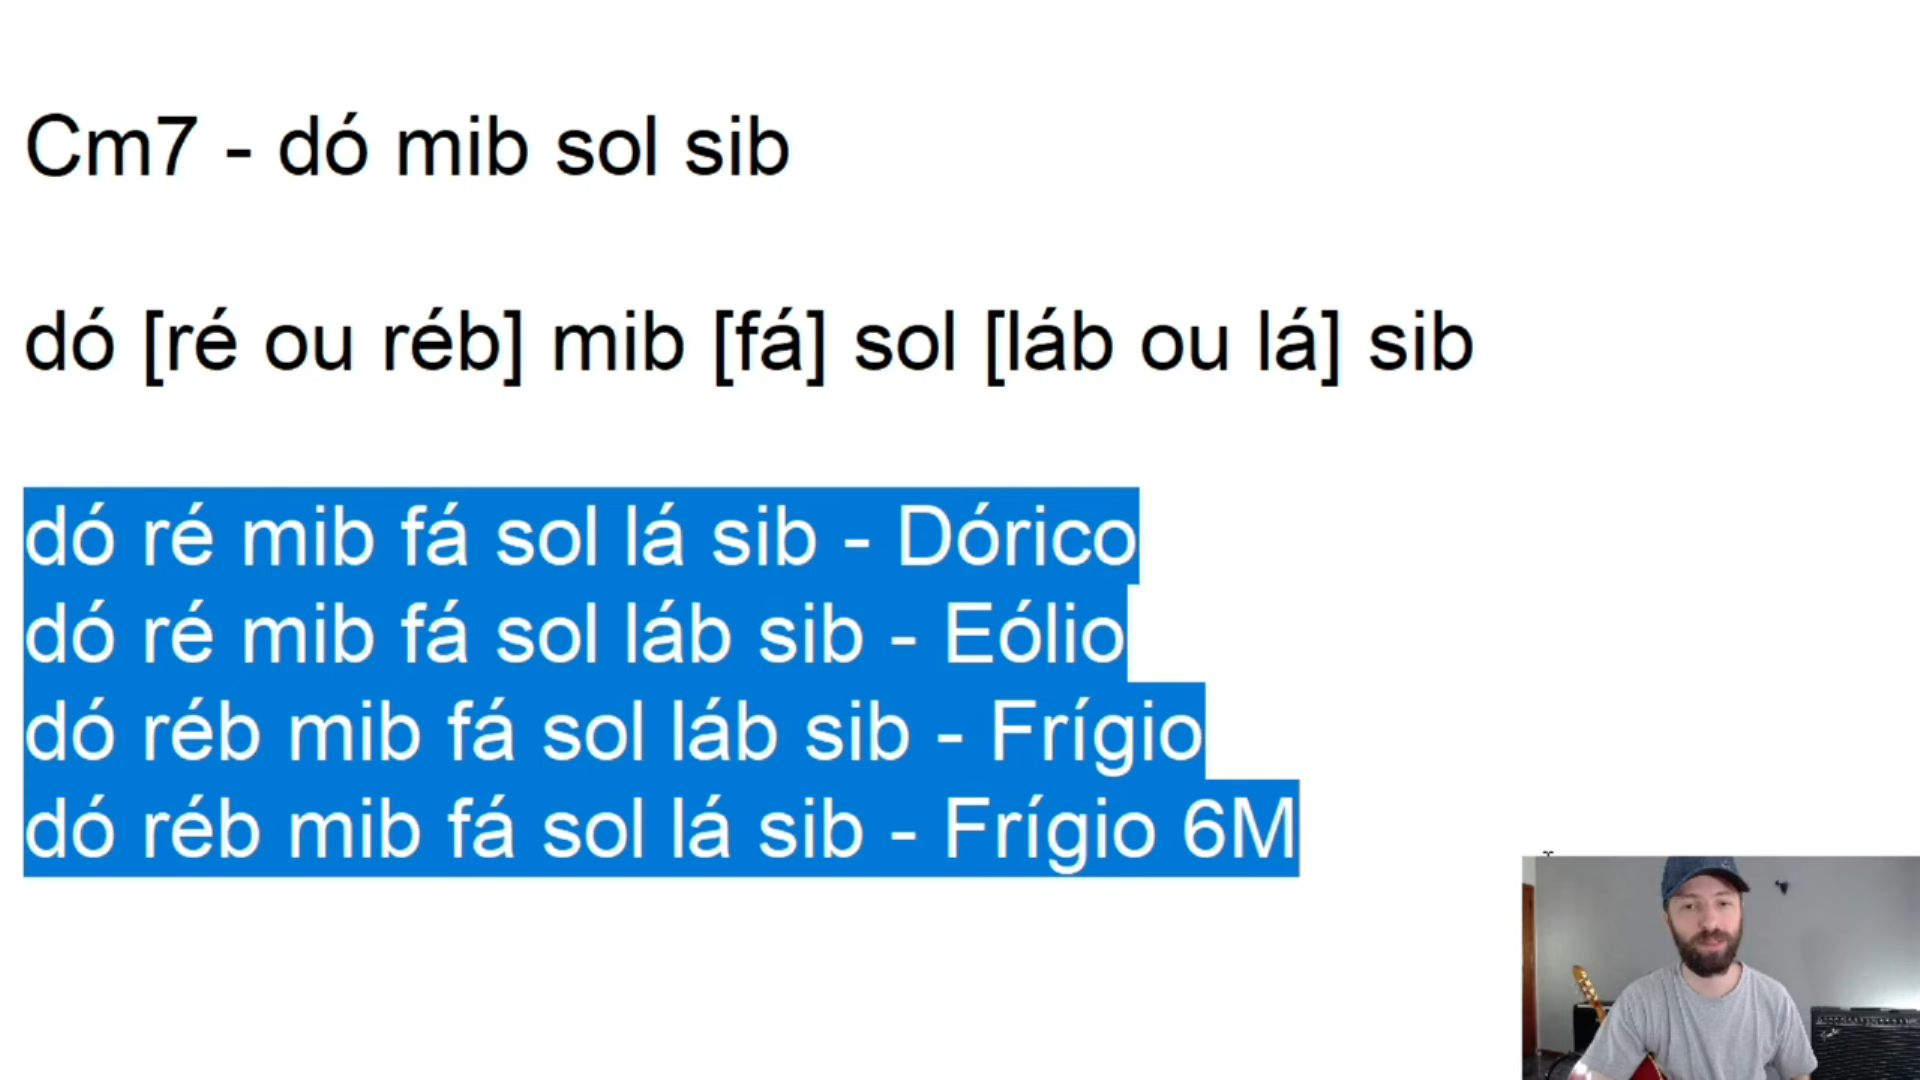 Cm7 - dó mib sol sib
dó [ré ou réb] mib [fá] sol [láb ou lá] sib
dó ré mib fá sol lá sib - Dórico
dó ré mib fá sol láb sib - Eólio
dó réb mib fá sol láb sib - Frígio
dó réb mib fá sol lá sib - Frígio 6M